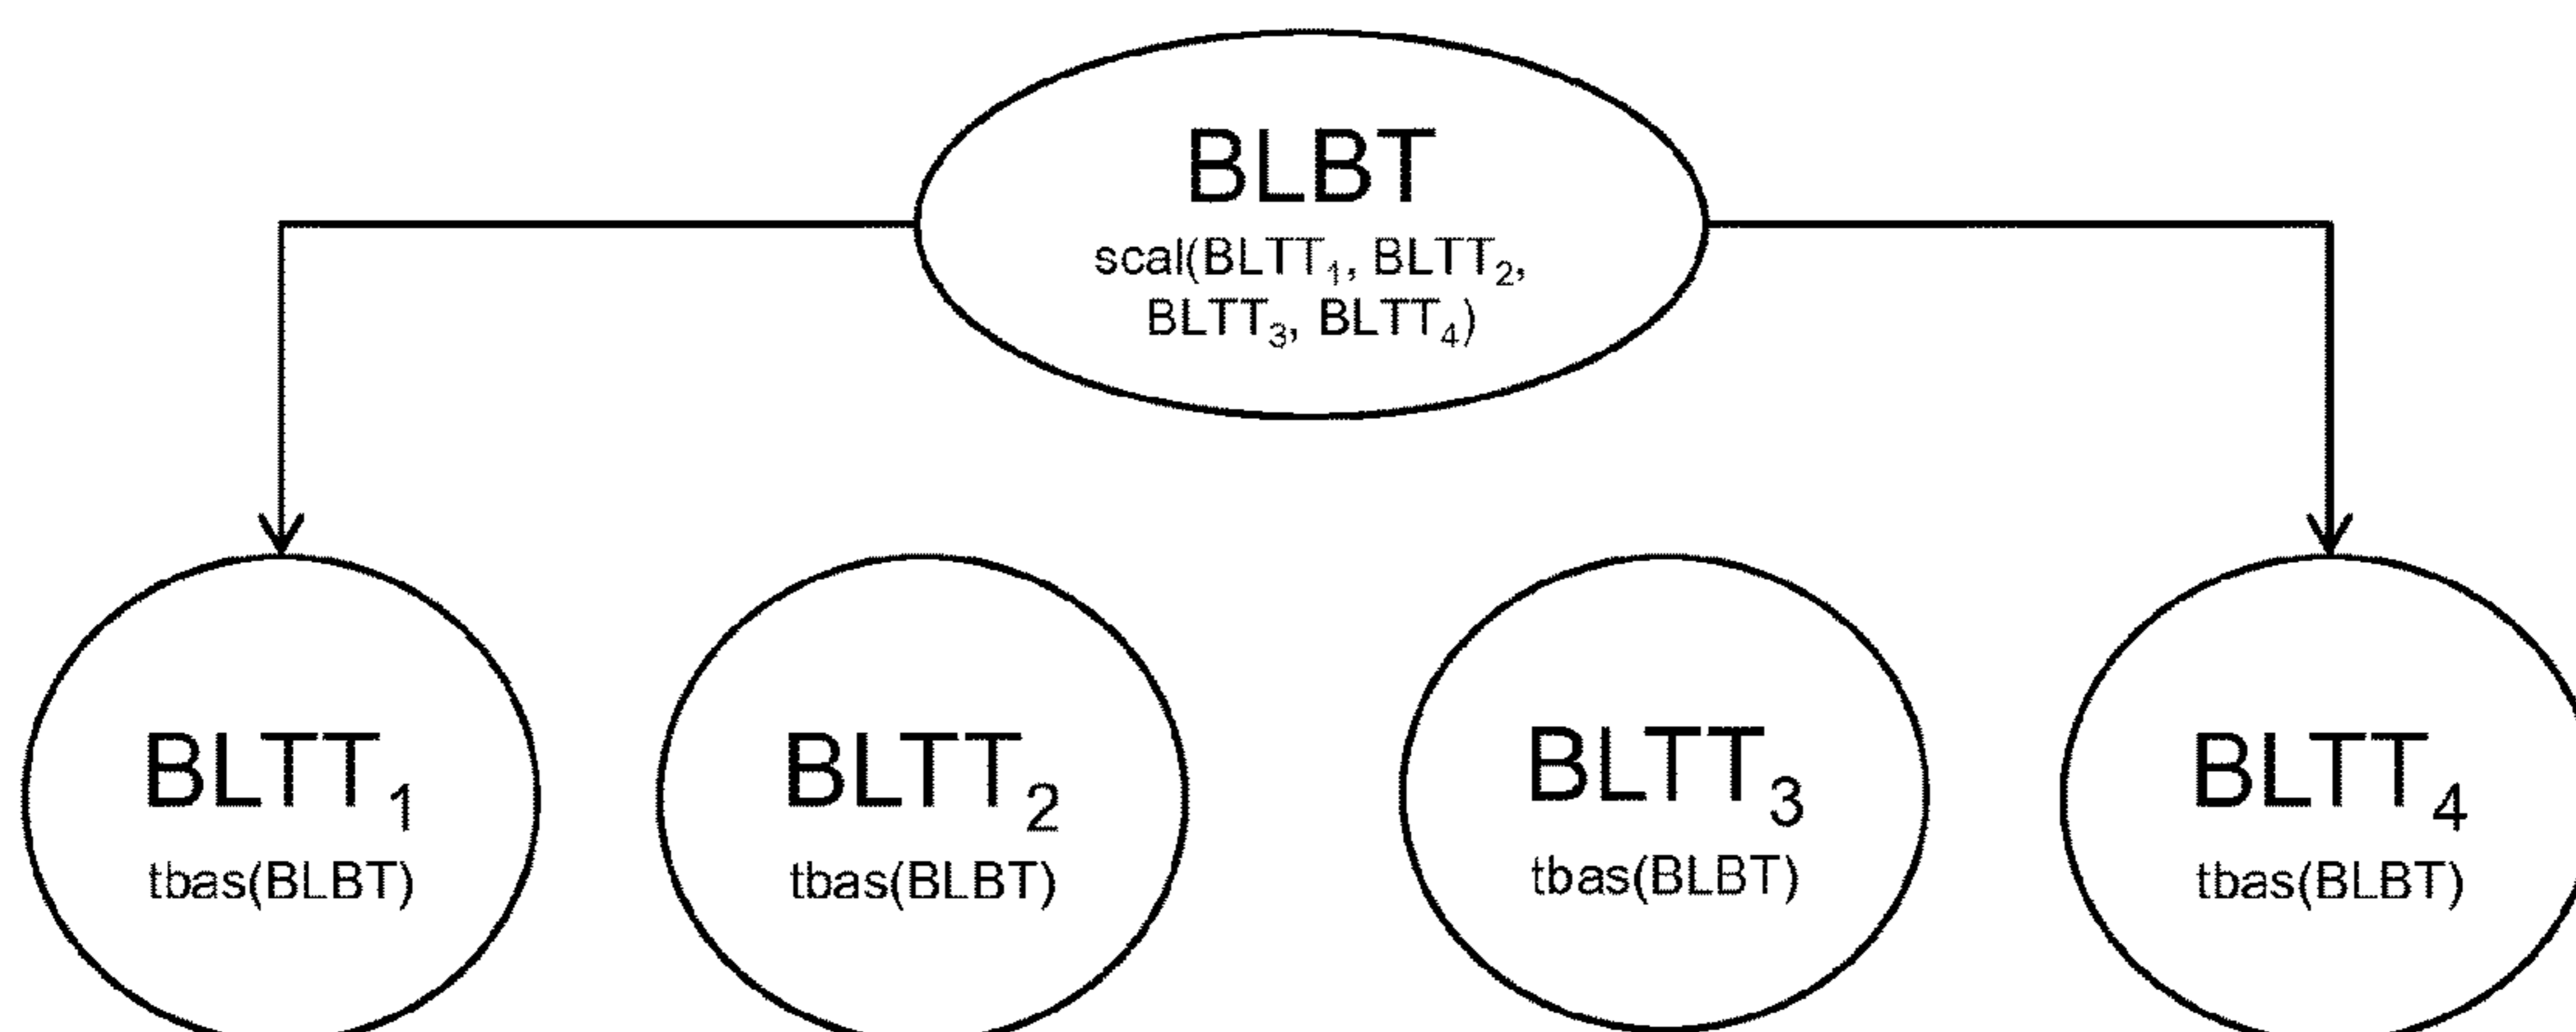 BLBT
scal(BLTT₁, BLTT₂,
BLTT₃, BLTT₄)
BLTT₁
tbas(BLBT)
BLTT₂
tbas(BLBT)
BLTT₃
tbas(BLBT)
BLTT₄
tbas(BLBT)